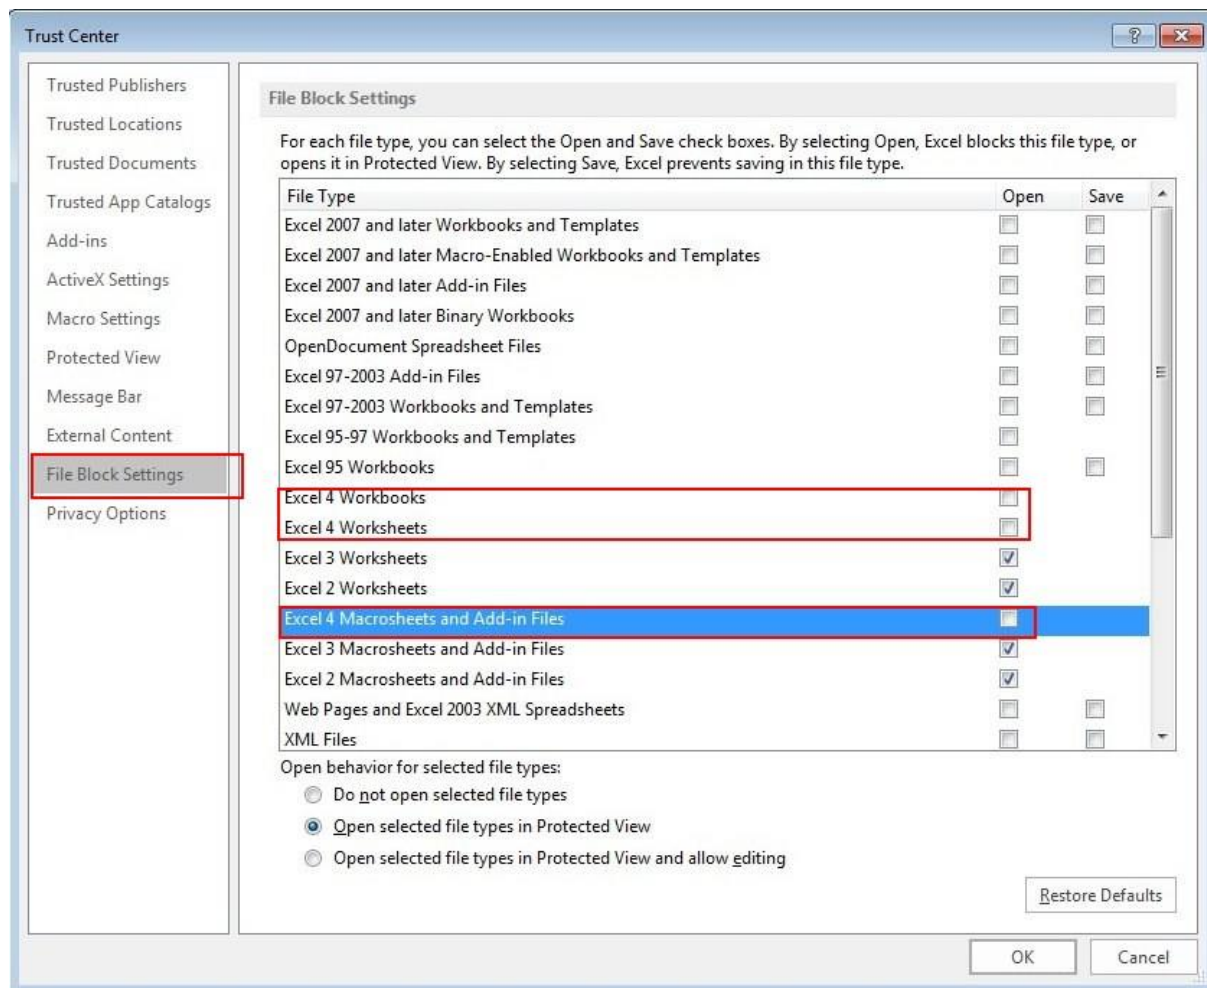 Trust Center
Trusted Publishers
Trusted Locations
Trusted Documents
Trusted App Catalogs
Add-ins
ActiveX Settings
Macro Settings
Protected View
Message Bar
External Content
File Block Settings
Privacy Options
File Block Settings
For each file type, you can select the Open and Save check boxes. By selecting Open, Excel blocks this file type, or
opens it in Protected View. By selecting Save, Excel prevents saving in this file type.
File Type Open Save
Excel 2007 and later Workbooks and Templates
Excel 2007 and later Macro-Enabled Workbooks and Templates
Excel 2007 and later Add-in Files
Excel 2007 and later Binary Workbooks
OpenDocument Spreadsheet Files
Excel 97-2003 Add-in Files
Excel 97-2003 Workbooks and Templates
Excel 95-97 Workbooks and Templates
Excel 95 Workbooks
Excel 4 Workbooks
Excel 4 Worksheets
Excel 3 Worksheets
Excel 2 Worksheets
Excel 4 Macrosheets and Add-in Files
Excel 3 Macrosheets and Add-in Files
Excel 2 Macrosheets and Add-in Files
Web Pages and Excel 2003 XML Spreadsheets
XML Files
Open behavior for selected file types:
Do not open selected file types
Open selected file types in Protected View
Open selected file types in Protected View and allow editing
Restore Defaults
OK Cancel